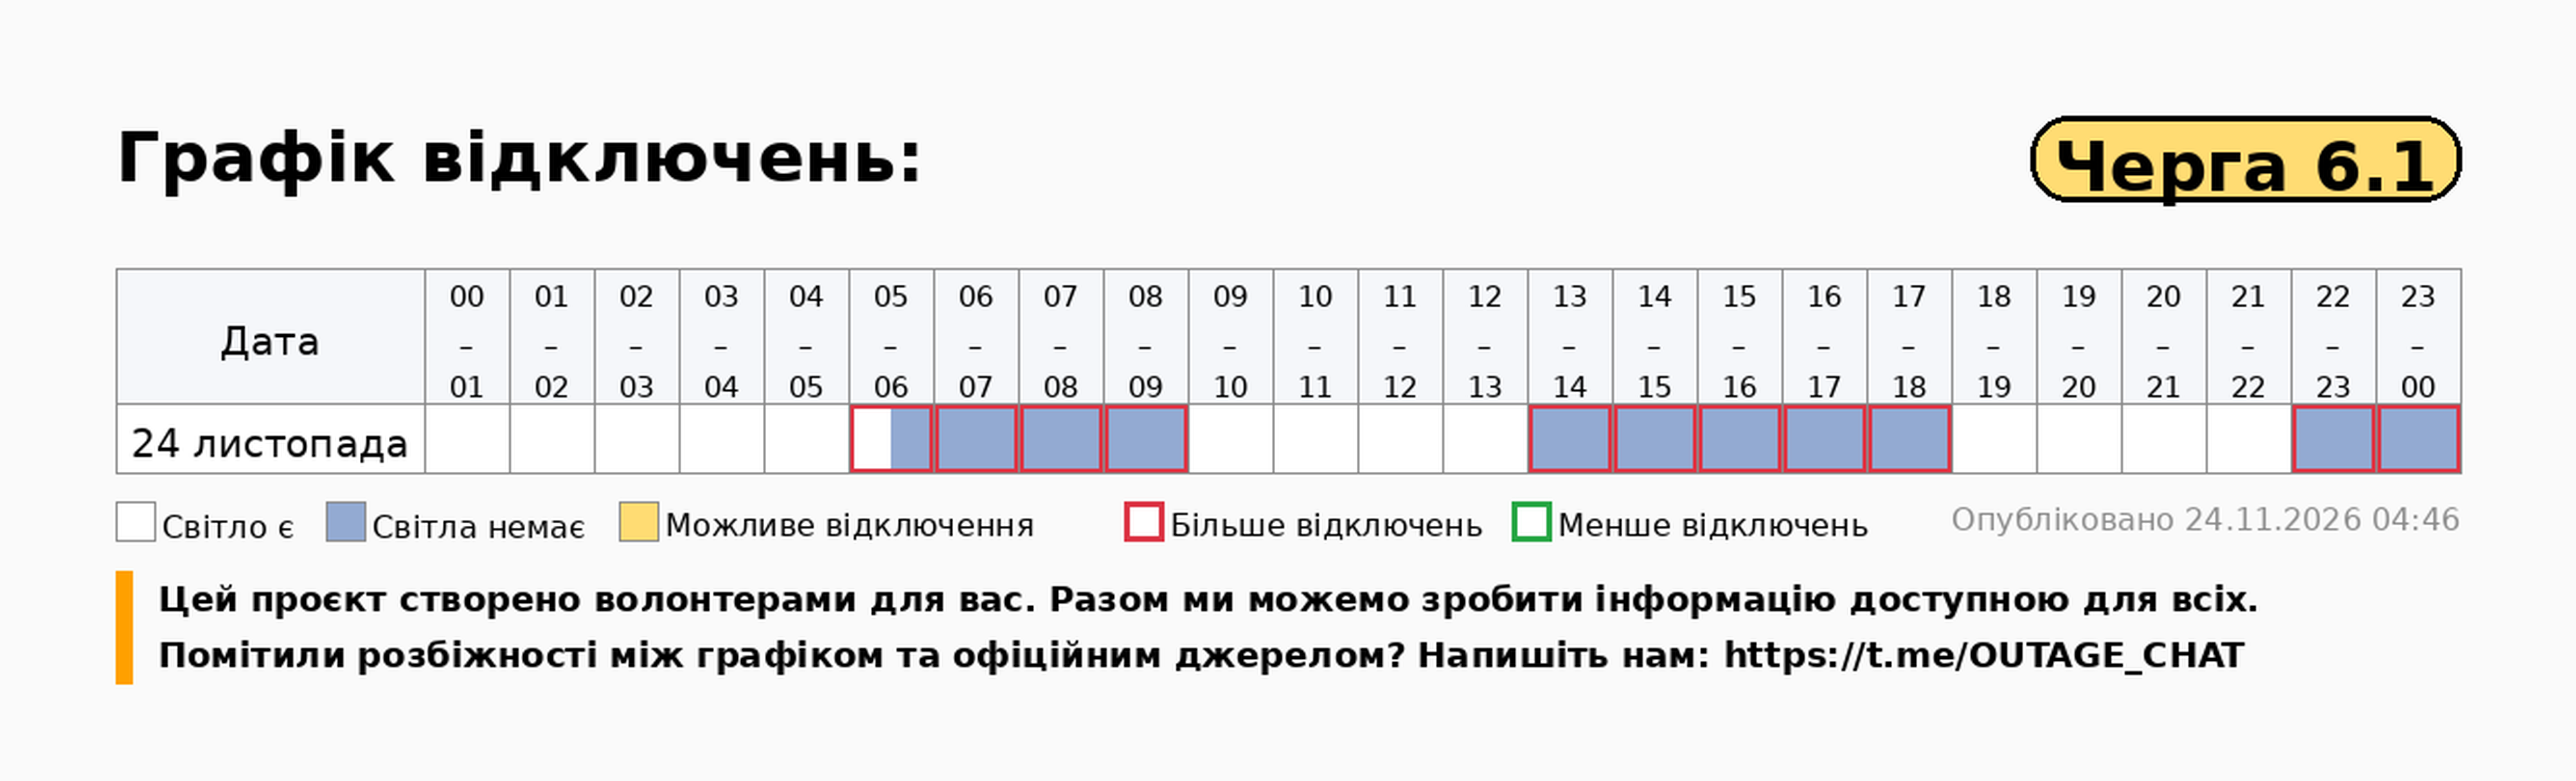 Графік відключень:
Черга 6.1
Дата
00 – 01
01 – 02
02 – 03
03 – 04
04 – 05
05 – 06
06 – 07
07 – 08
08 – 09
09 – 10
10 – 11
11 – 12
12 – 13
13 – 14
14 – 15
15 – 16
16 – 17
17 – 18
18 – 19
19 – 20
20 – 21
21 – 22
22 – 23
23 – 00
24 листопада
Світло є
Світла немає
Можливе відключення
Більше відключень
Менше відключень
Опубліковано 24.11.2026 04:46
Цей проєкт створено волонтерами для вас. Разом ми можемо зробити інформацію доступною для всіх.
Помітили розбіжності між графіком та офіційним джерелом? Напишіть нам: https://t.me/OUTAGE_CHAT